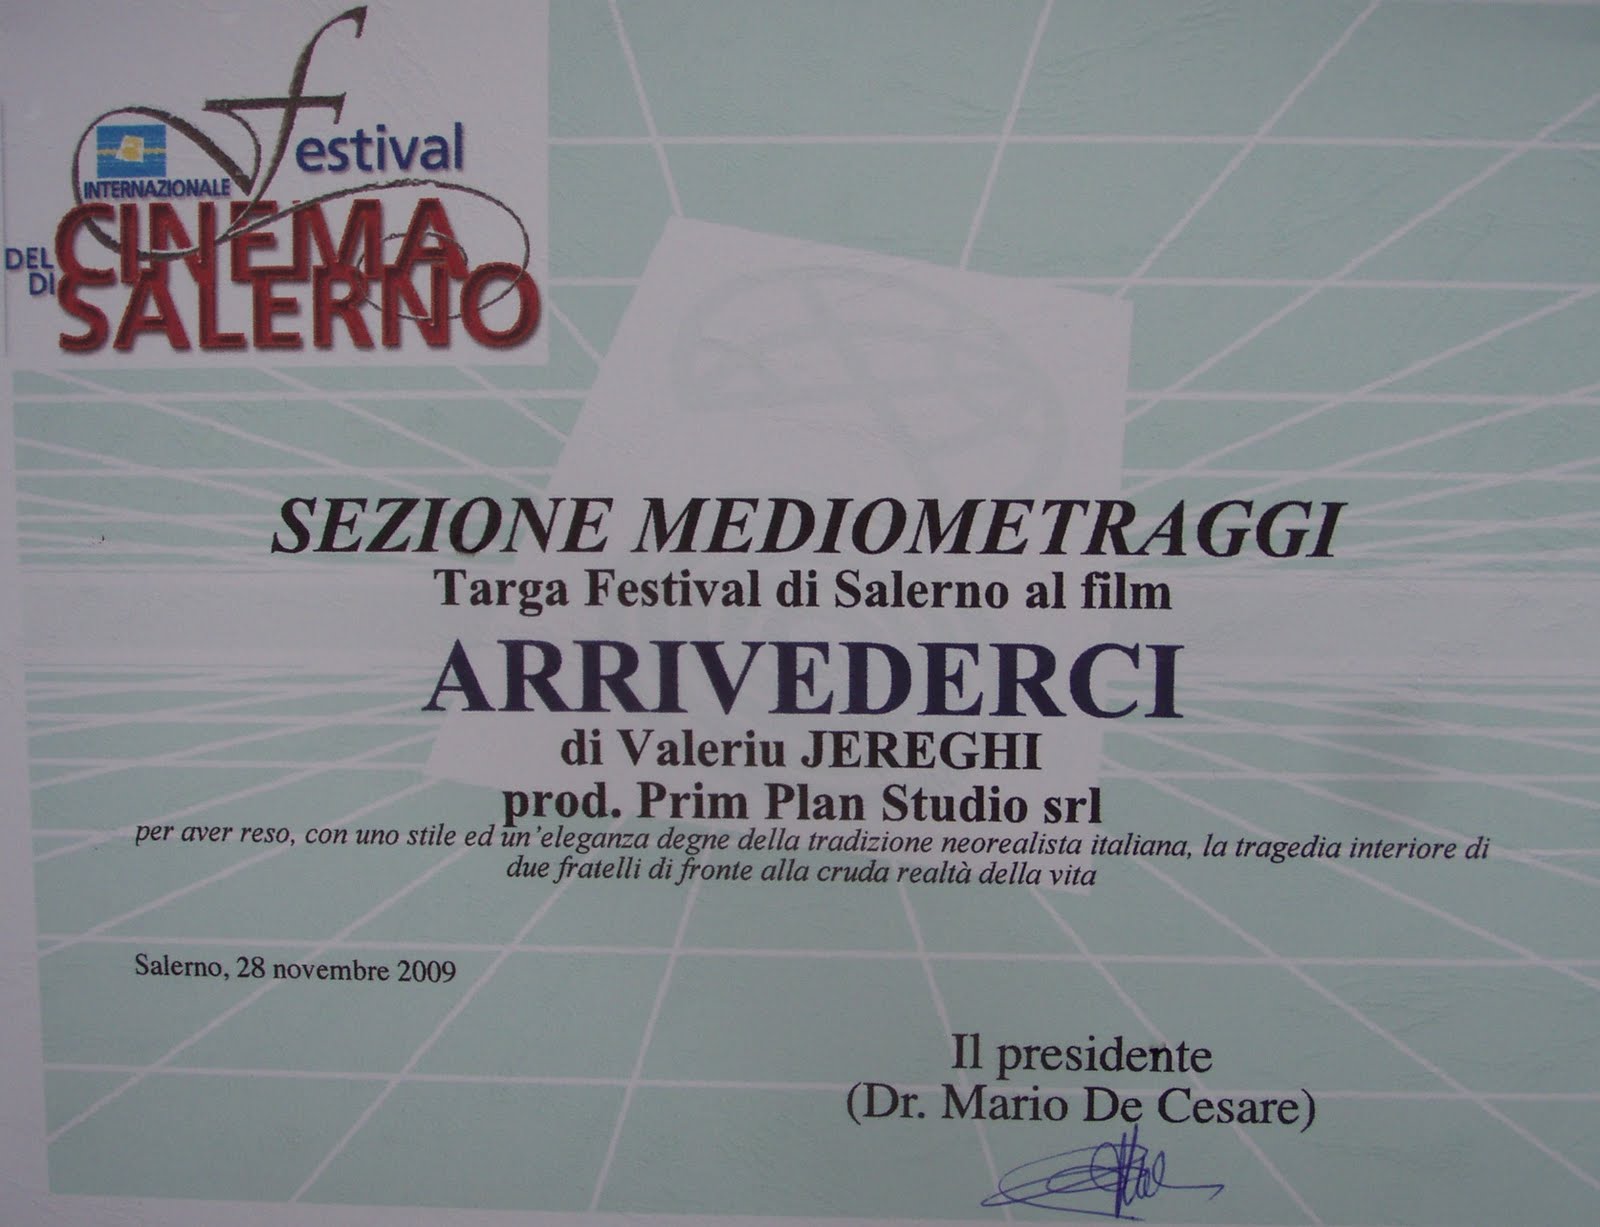 Festival
INTERNAZIONALE
DEL CINEMA
DI SALERNO
SEZIONE MEDIOMETRAGGI
Targa Festival di Salerno al film
ARRIVEDERCI
di Valeriu JEREGHI
prod. Prim Plan Studio srl
per aver reso, con uno stile ed un'eleganza degne della tradizione neorealista italiana, la tragedia interiore di
due fratelli di fronte alla cruda realtà della vita
Salerno, 28 novembre 2009
Il presidente
(Dr. Mario De Cesare)